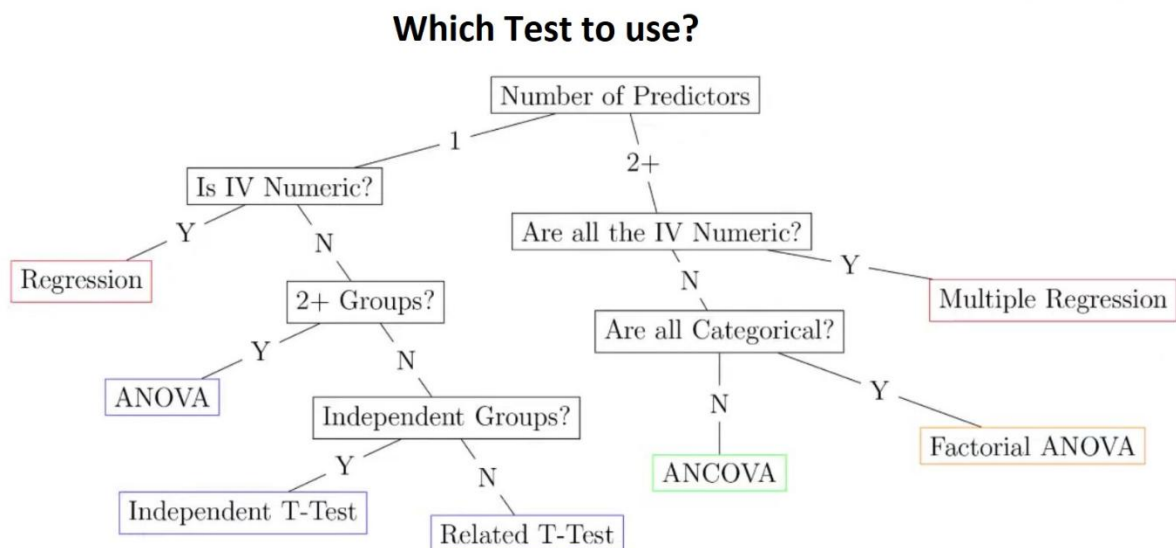 Which Test to use?
Number of Predictors
1
2+
Is IV Numeric?
Y
N
Are all the IV Numeric?
Regression
N
Y
2+ Groups?
Multiple Regression
Are all Categorical?
Y
N
ANOVA
N
Y
Independent Groups?
Factorial ANOVA
Y
N
ANCOVA
Independent T-Test
Related T-Test